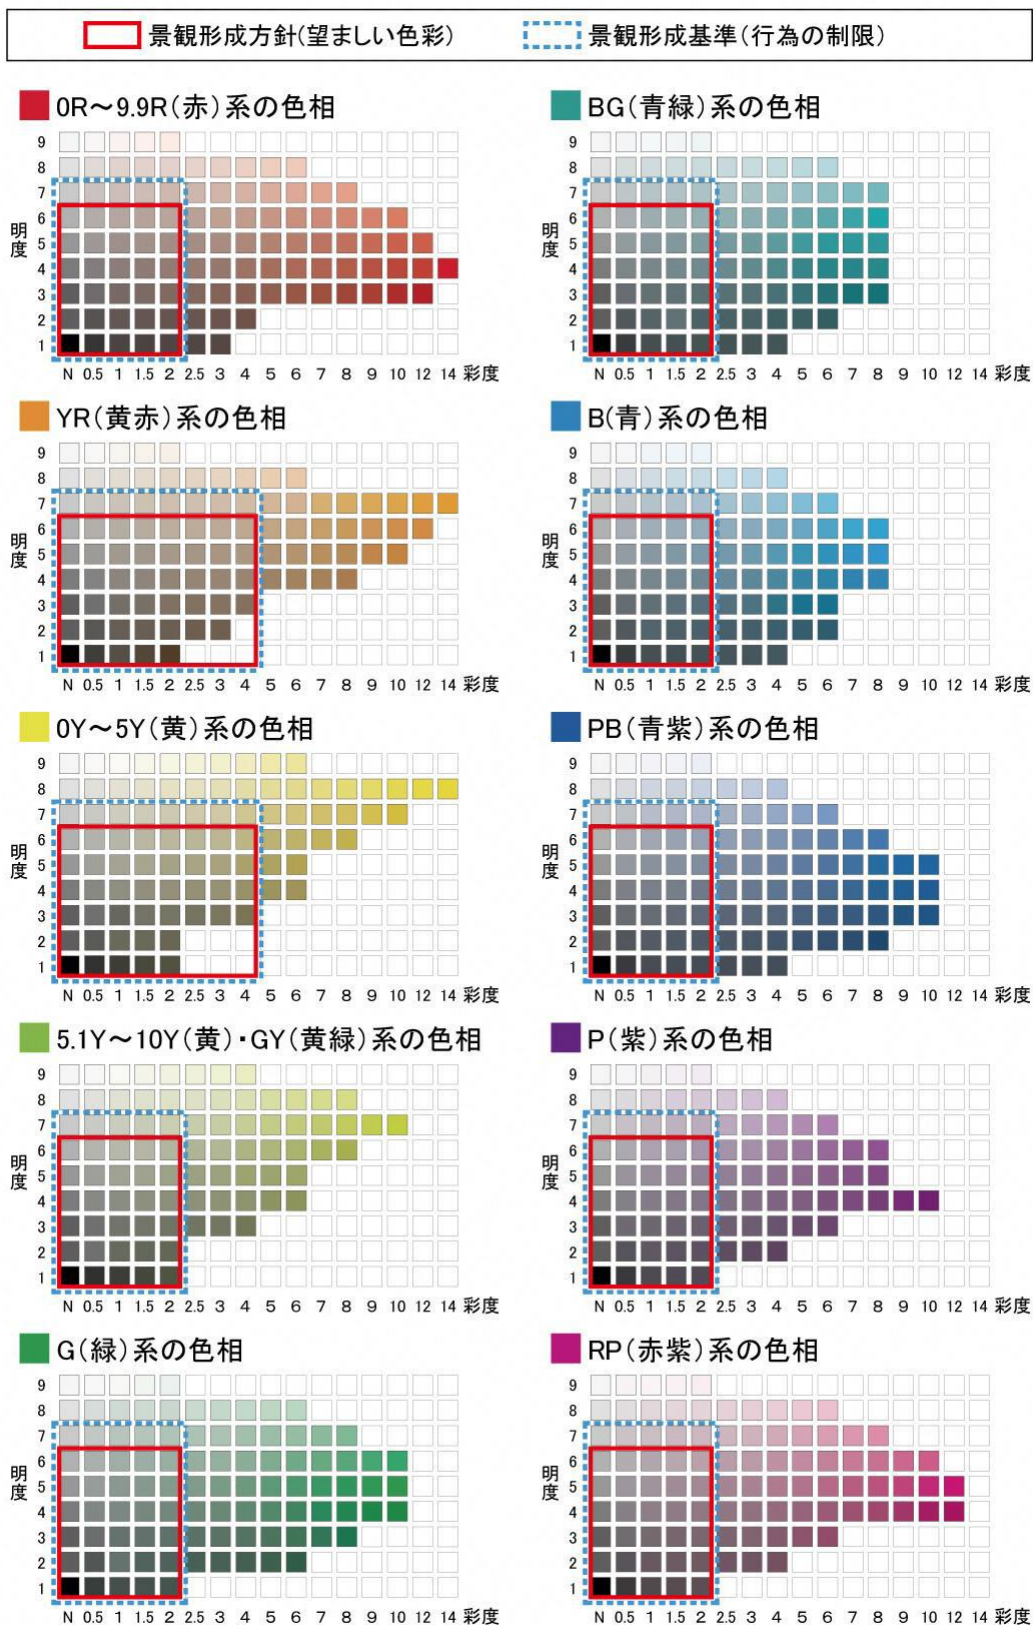 景観形成方針(望ましい色彩) 景観形成基準(行為の制限)
0R～9.9R(赤)系の色相
9
8
7
6
5
4
3
2
1
明度
N 0.5 1 1.5 2 2.5 3 4 5 6 7 8 9 10 12 14 彩度
BG(青緑)系の色相
9
8
7
6
5
4
3
2
1
明度
N 0.5 1 1.5 2 2.5 3 4 5 6 7 8 9 10 12 14 彩度
YR(黄赤)系の色相
9
8
7
6
5
4
3
2
1
明度
N 0.5 1 1.5 2 2.5 3 4 5 6 7 8 9 10 12 14 彩度
B(青)系の色相
9
8
7
6
5
4
3
2
1
明度
N 0.5 1 1.5 2 2.5 3 4 5 6 7 8 9 10 12 14 彩度
0Y～5Y(黄)系の色相
9
8
7
6
5
4
3
2
1
明度
N 0.5 1 1.5 2 2.5 3 4 5 6 7 8 9 10 12 14 彩度
PB(青紫)系の色相
9
8
7
6
5
4
3
2
1
明度
N 0.5 1 1.5 2 2.5 3 4 5 6 7 8 9 10 12 14 彩度
5.1Y～10Y(黄)・GY(黄緑)系の色相
9
8
7
6
5
4
3
2
1
明度
N 0.5 1 1.5 2 2.5 3 4 5 6 7 8 9 10 12 14 彩度
P(紫)系の色相
9
8
7
6
5
4
3
2
1
明度
N 0.5 1 1.5 2 2.5 3 4 5 6 7 8 9 10 12 14 彩度
G(緑)系の色相
9
8
7
6
5
4
3
2
1
明度
N 0.5 1 1.5 2 2.5 3 4 5 6 7 8 9 10 12 14 彩度
RP(赤紫)系の色相
9
8
7
6
5
4
3
2
1
明度
N 0.5 1 1.5 2 2.5 3 4 5 6 7 8 9 10 12 14 彩度